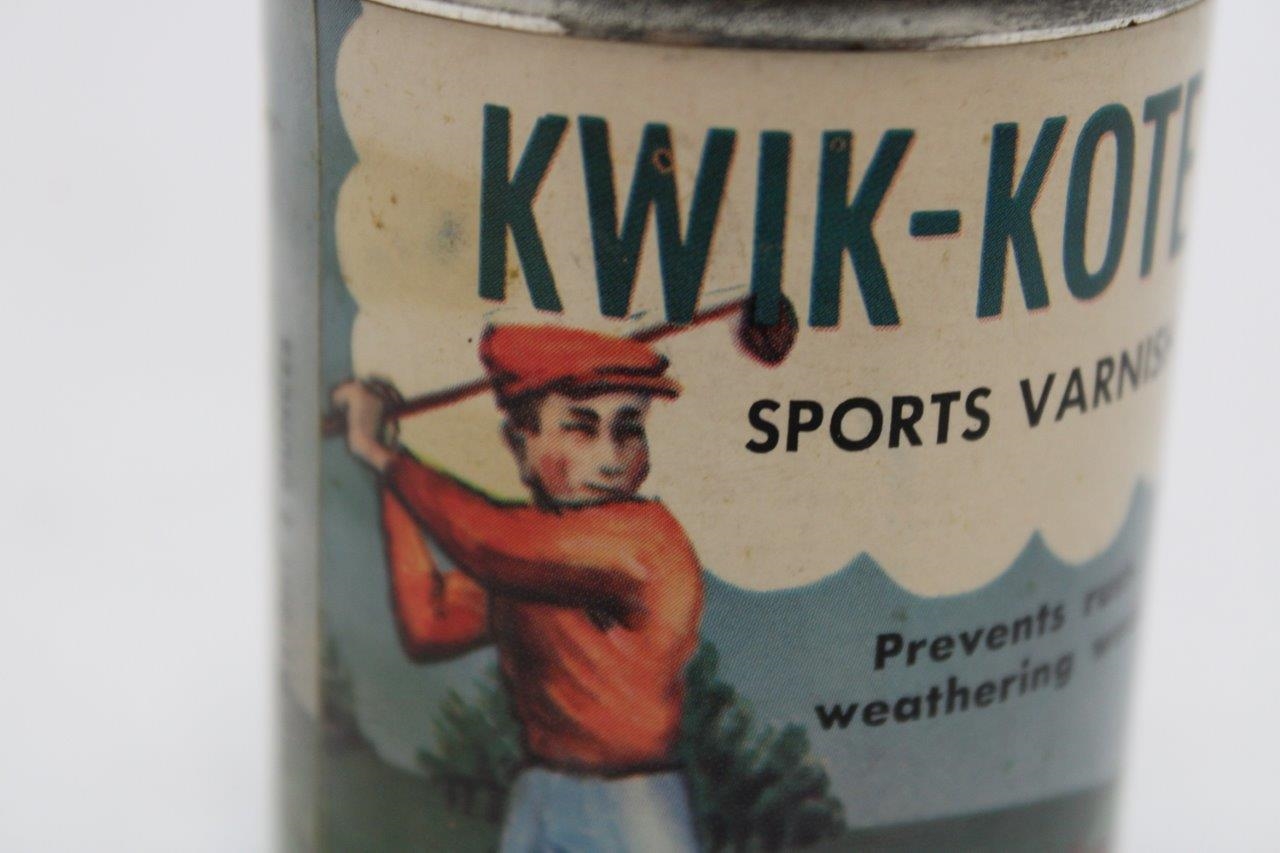 KWIK-KOTE
SPORTS VARNISH
Prevents
weathering